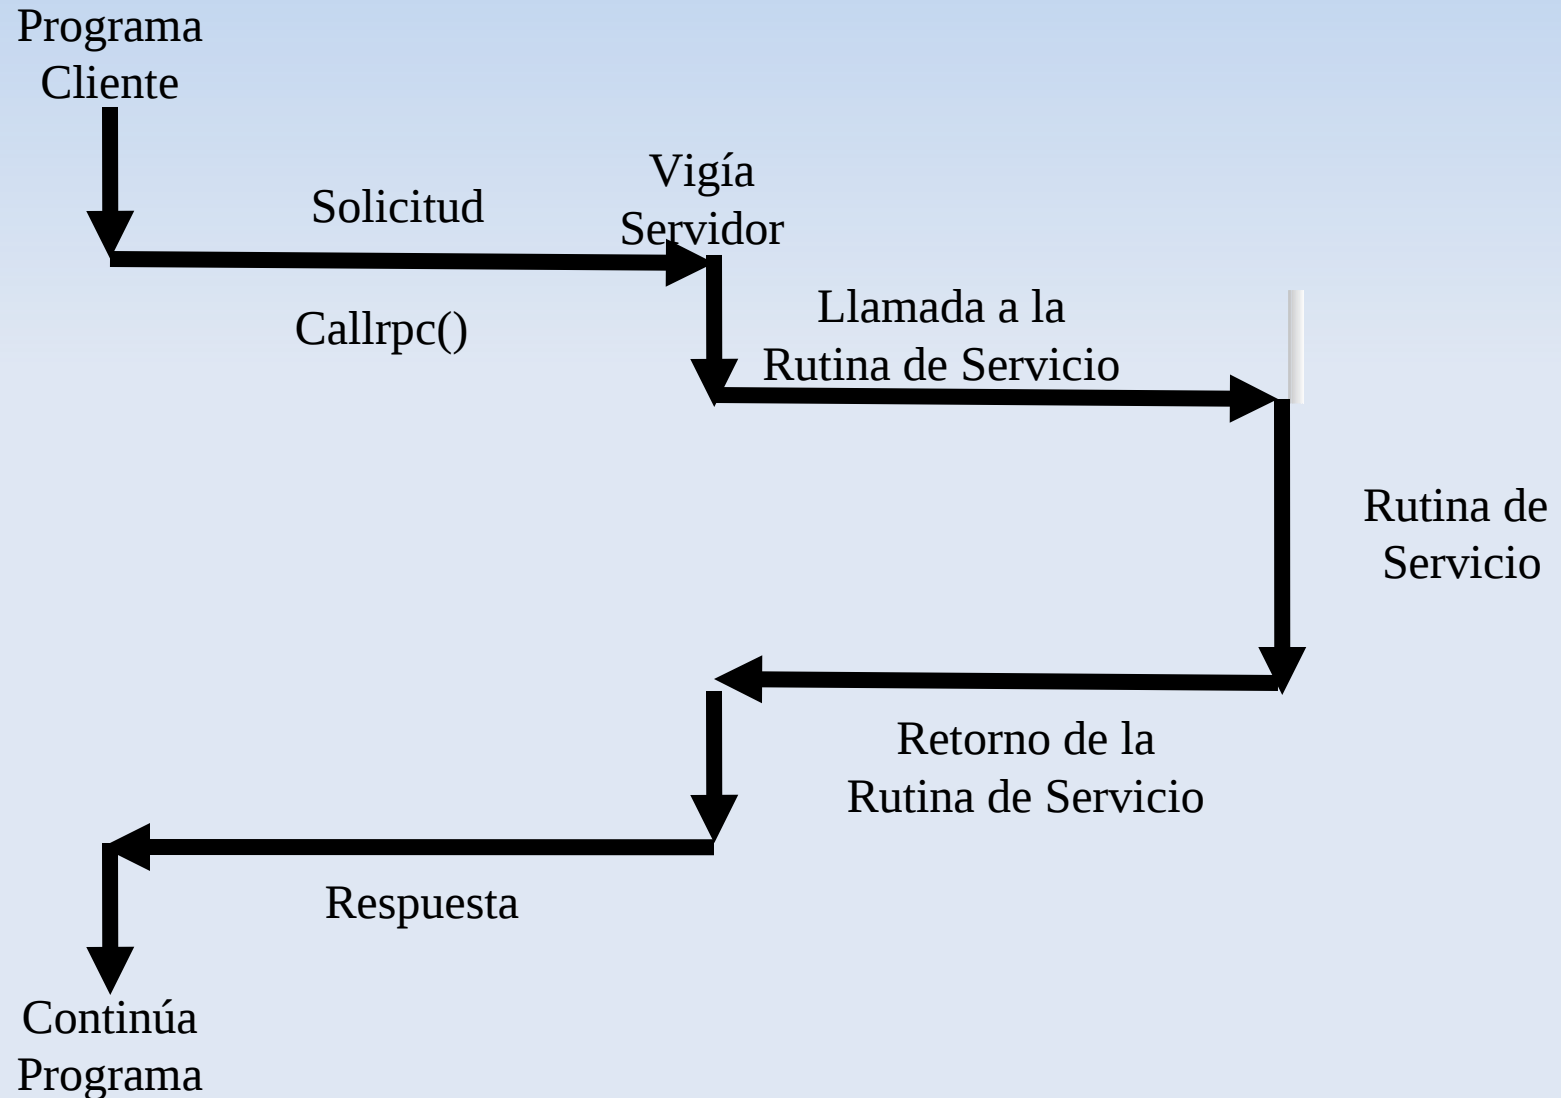 Programa
Cliente
Vigía
Servidor
Solicitud
Callrpc()
Llamada a la
Rutina de Servicio
Rutina de
Servicio
Retorno de la
Rutina de Servicio
Respuesta
Continúa
Programa